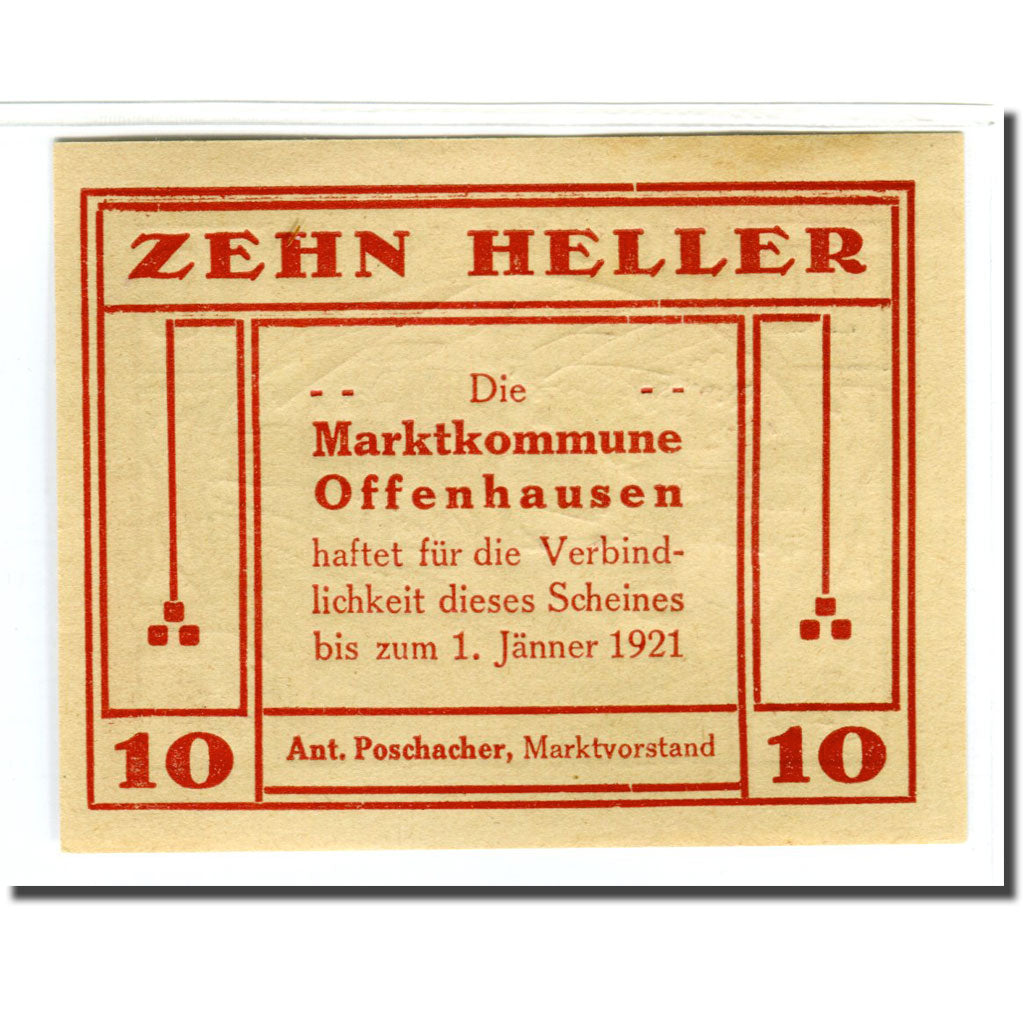 ZEHN HELLER
- - Die - -
Marktkommune
Offenhausen
haftet für die Verbind-
lichkeit dieses Scheines
bis zum 1. Jänner 1921
10 Ant. Poschacher, Marktvorstand 10